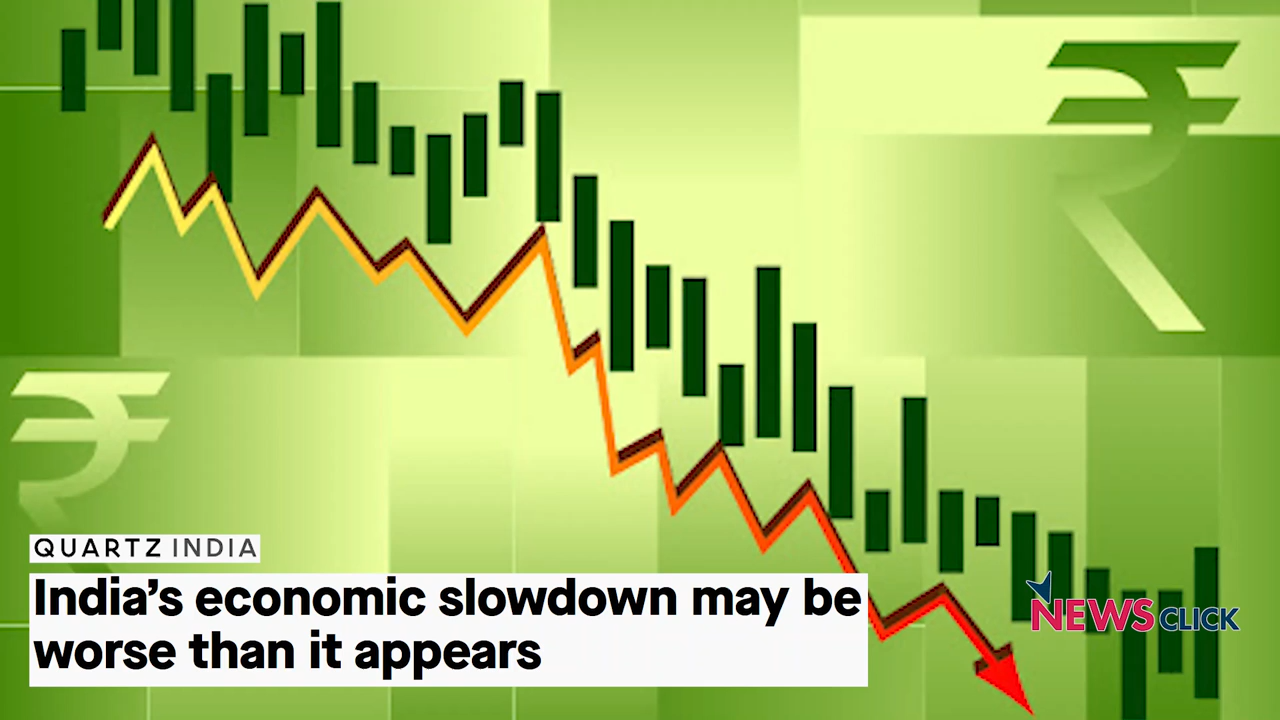 ₹
₹
QUARTZ INDIA
India's economic slowdown may be
worse than it appears
NEWSCLICK